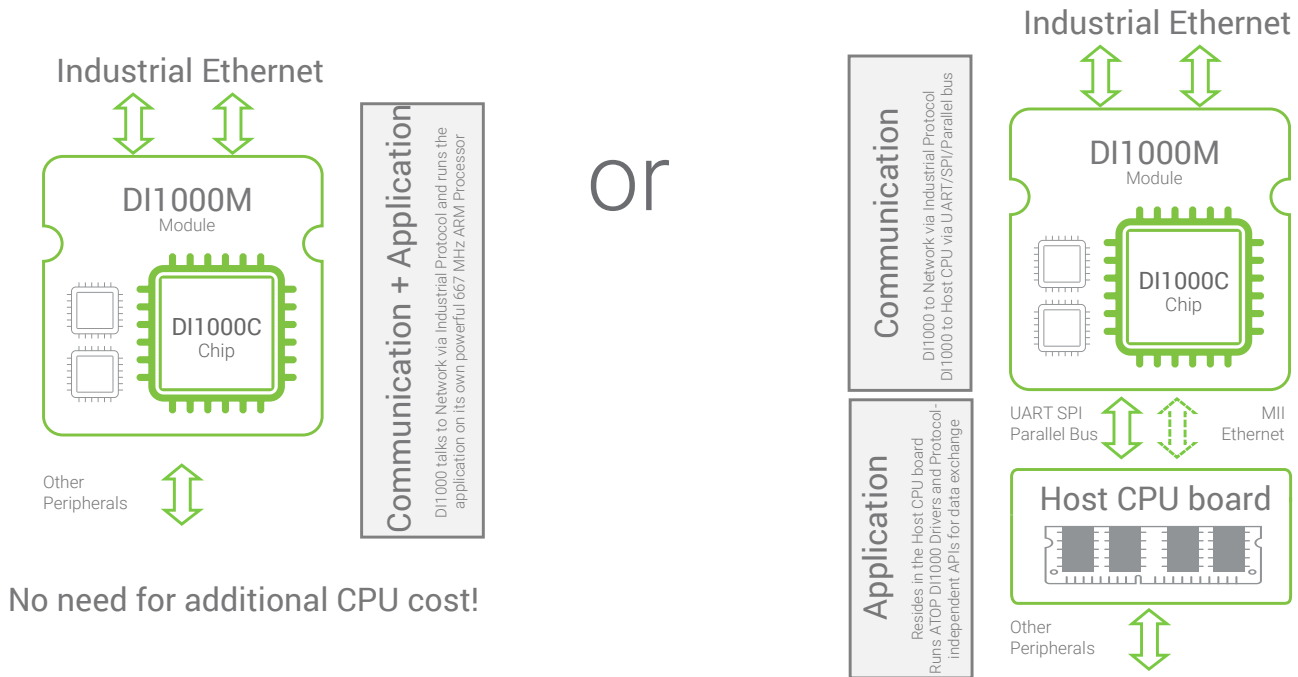 Industrial Ethernet
DI1000M
Module
DI1000C
Chip
Other
Peripherals
No need for additional CPU cost!
Communication + Application
DI1000 talks to Network via Industrial Protocol and runs the
application on its own powerful 667 MHz ARM Processor
or
Communication
DI1000 to Network via Industrial Protocol
DI1000 to Host CPU via UART/SPI/Parallel bus
Application
Resides in the Host CPU board
Runs ATOP DI1000 Drivers and Protocol-
independent APIs for data exchange
Industrial Ethernet
DI1000M
Module
DI1000C
Chip
UART SPI
Parallel Bus
MII
Ethernet
Host CPU board
Other
Peripherals